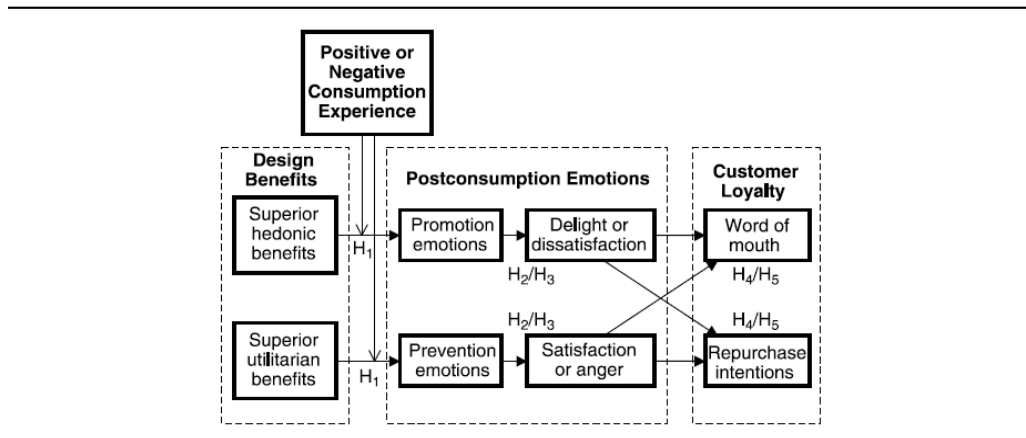 Positive or
Negative
Consumption
Experience
Design
Benefits
Postconsumption Emotions
Customer
Loyalty
Superior
hedonic
benefits
H1
Promotion
emotions
Delight or
dissatisfaction
Word of
mouth
H2/H3
H4/H5
H2/H3
H4/H5
Superior
utilitarian
benefits
H1
Prevention
emotions
Satisfaction
or anger
Repurchase
intentions